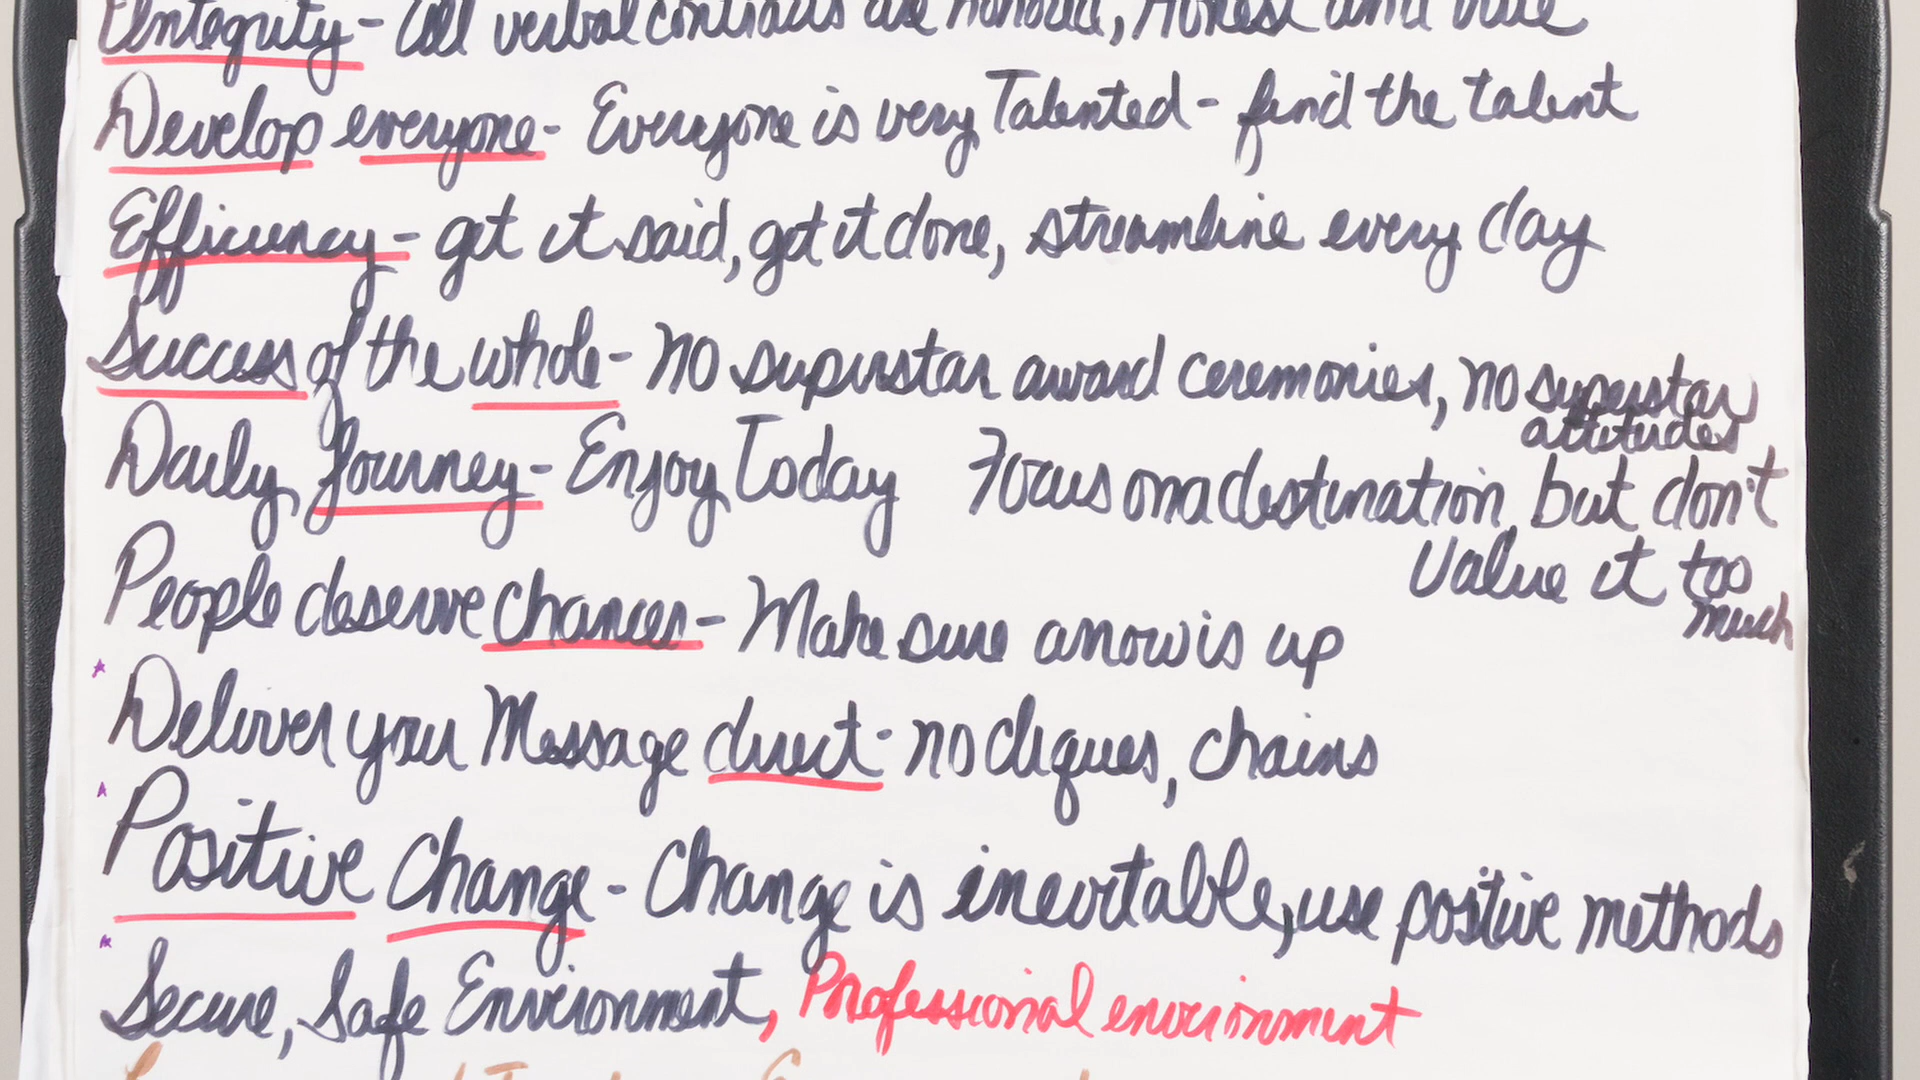 Integrity - All verbal contracts are honored, Honest and true
Develop everyone - Everyone is very Talented - find the talent
Efficiency - get it said, get it done, streamline every day
Success of the whole - NO superstar award ceremonies, NO superstar
attitudes
Daily Journey - Enjoy Today Focus on a destination, but don't
Value it too
much
People deserve chances - Make sure arrow is up
Deliver your Message direct - no cliques, chains
Positive Change - Change is inevitable, use positive methods
Secure, Safe Environment, Professional environment